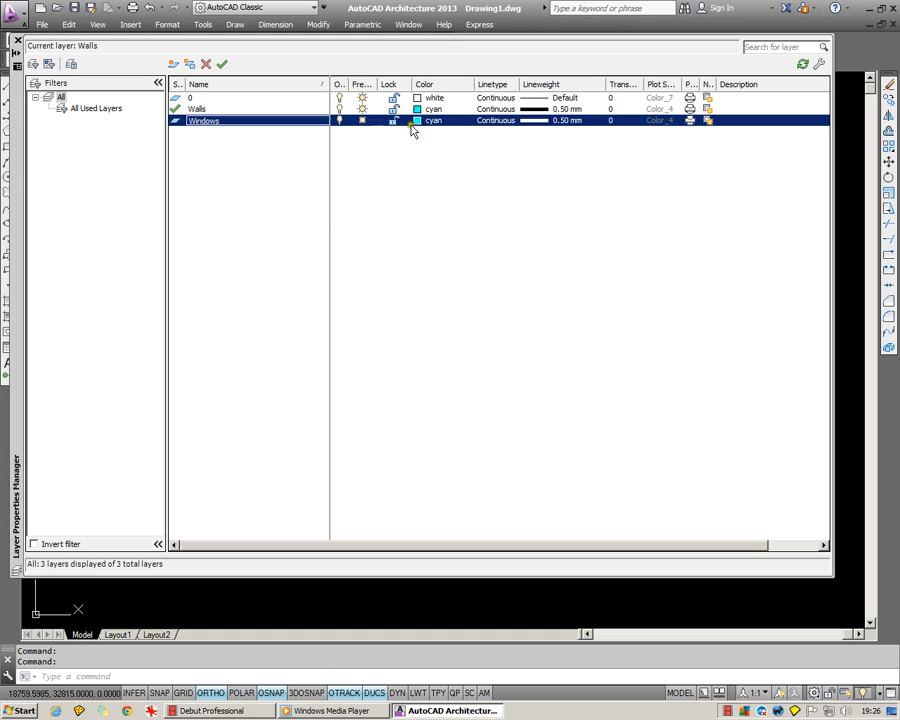 AutoCAD Classic
AutoCAD Architecture 2013 Drawing1.dwg
Type a keyword or phrase
Sign In
File Edit View Insert Format Tools Draw Dimension Modify Parametric Window Help Express
Current layer: Walls
Search for layer
Filters
All
All Used Layers
S.. Name O.. Fre... Lock Color Linetype Lineweight Trans... Plot S... P... N... Description
0 white Continuous Default 0 Color_7
Walls cyan Continuous 0.50 mm 0 Color_4
Windows cyan Continuous 0.50 mm 0 Color_4
Layer Properties Manager
Invert filter
All: 3 layers displayed of 3 total layers
X
Model Layout1 Layout2
Command:
Command:
Type a command
18759.5985, 32815.0000, 0.0000 INFER SNAP GRID ORTHO POLAR OSNAP 3DOSNAP OTRACK DUCS DYN LWT TPY QP SC AM MODEL 1:1
Start Debut Professional Windows Media Player AutoCAD Architectur... 19:26